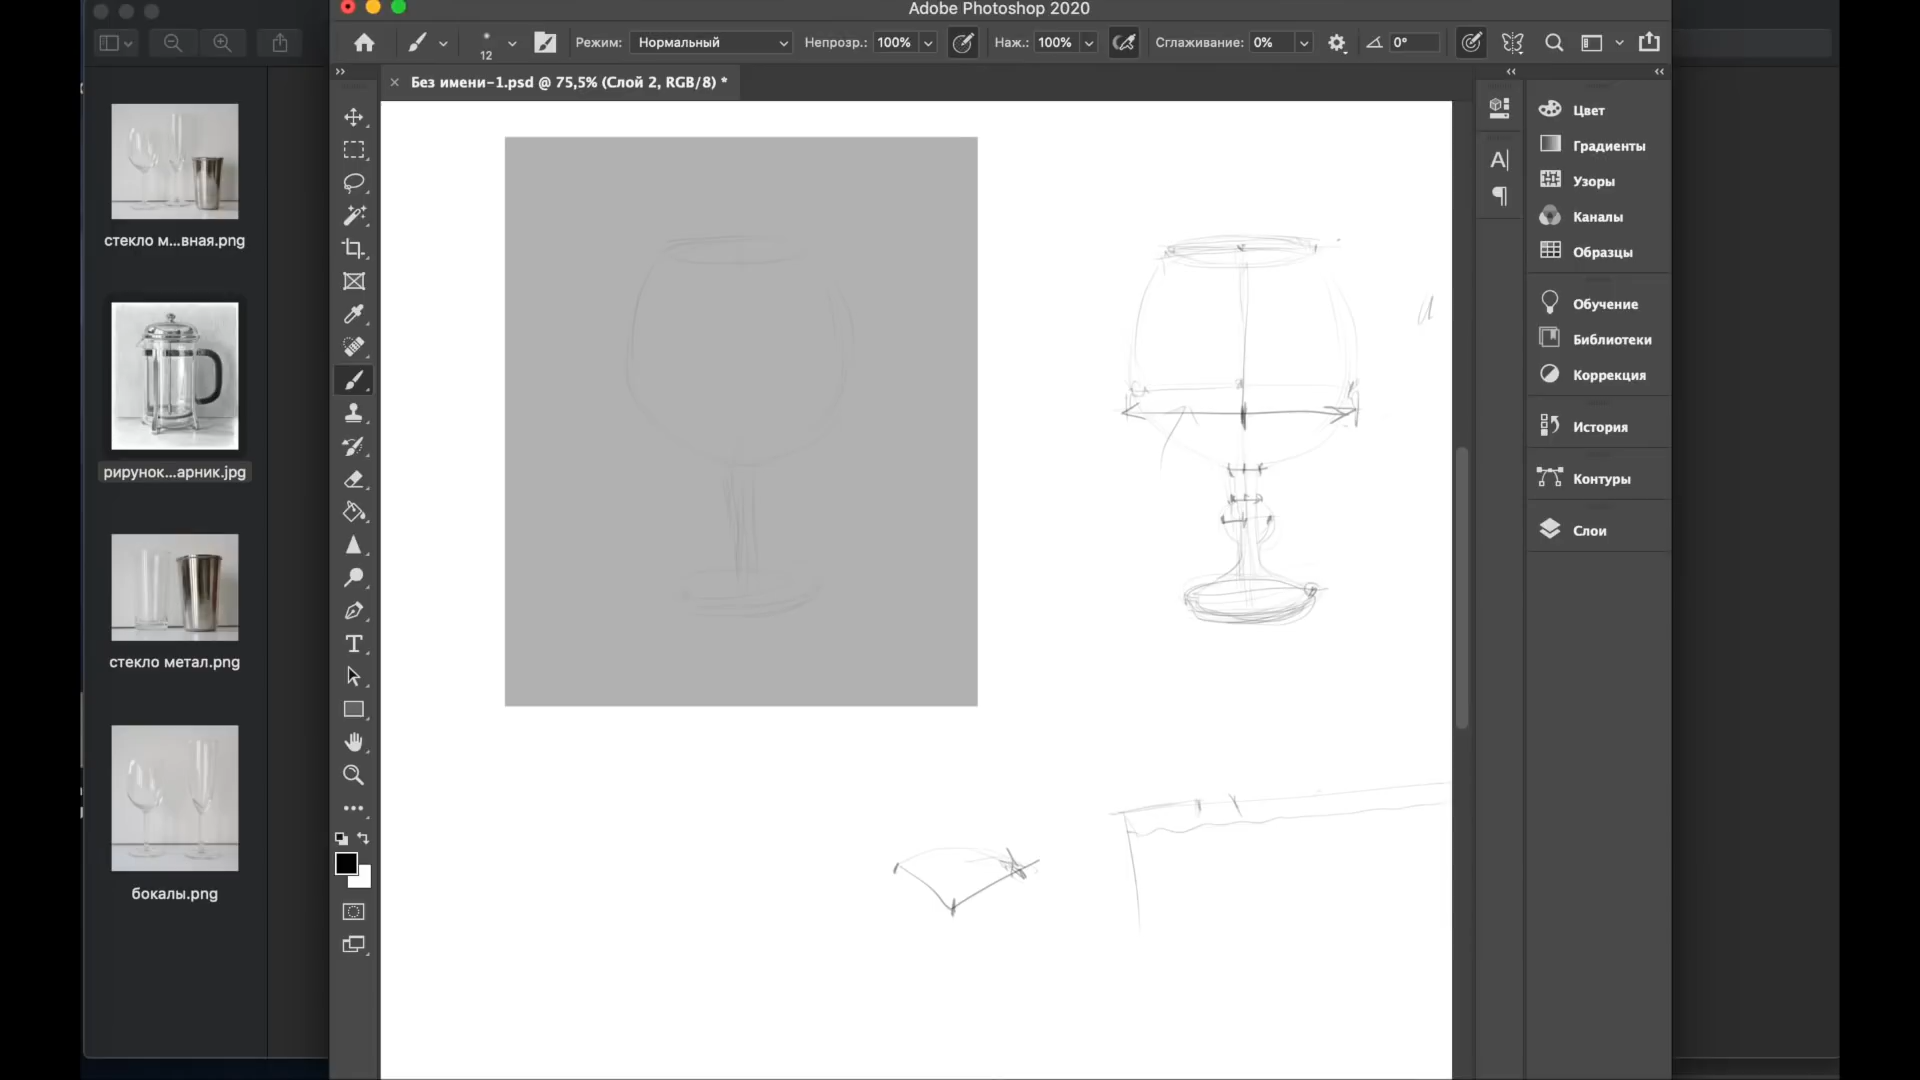 Adobe Photoshop 2020
12
Режим: Нормальный
Непрозр.: 100%
Наж.: 100%
Сглаживание: 0%
0°
Без имени-1.psd @ 75,5% (Слой 2, RGB/8) *
стекло м...вная.png
рирунок...арник.jpg
стекло метал.png
бокалы.png
Цвет
Градиенты
Узоры
Каналы
Образцы
Обучение
Библиотеки
Коррекция
История
Контуры
Слои